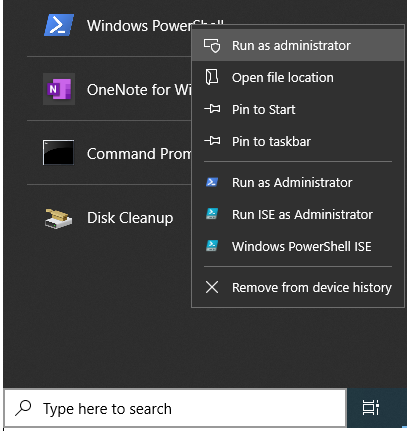 Windows PowerShell
Run as administrator
Open file location
OneNote for Wi
Pin to Start
Pin to taskbar
Command Prom
Run as Administrator
Disk Cleanup
Run ISE as Administrator
Windows PowerShell ISE
Remove from device history
Type here to search